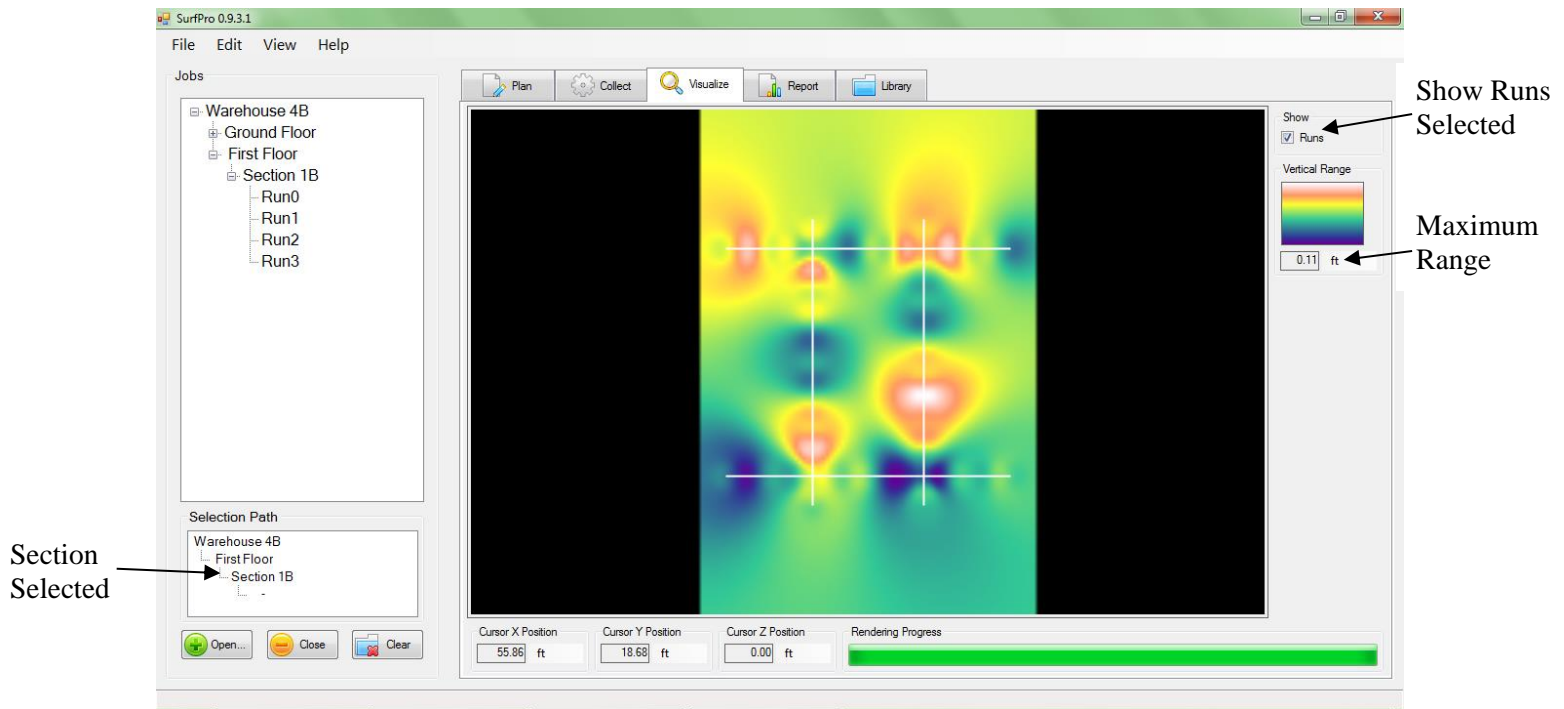 SurfPro 0.9.3.1
File Edit View Help
Jobs
Warehouse 4B
Ground Floor
First Floor
Section 1B
Run0
Run1
Run2
Run3
Selection Path
Warehouse 4B
First Floor
Section 1B
-
Open... Close Clear
Plan Collect Visualize Report Library
Show
Runs
Vertical Range
0.11 ft
Cursor X Position Cursor Y Position Cursor Z Position Rendering Progress
55.86 ft 18.68 ft 0.00 ft
Show Runs
Selected
Maximum
Range
Section
Selected